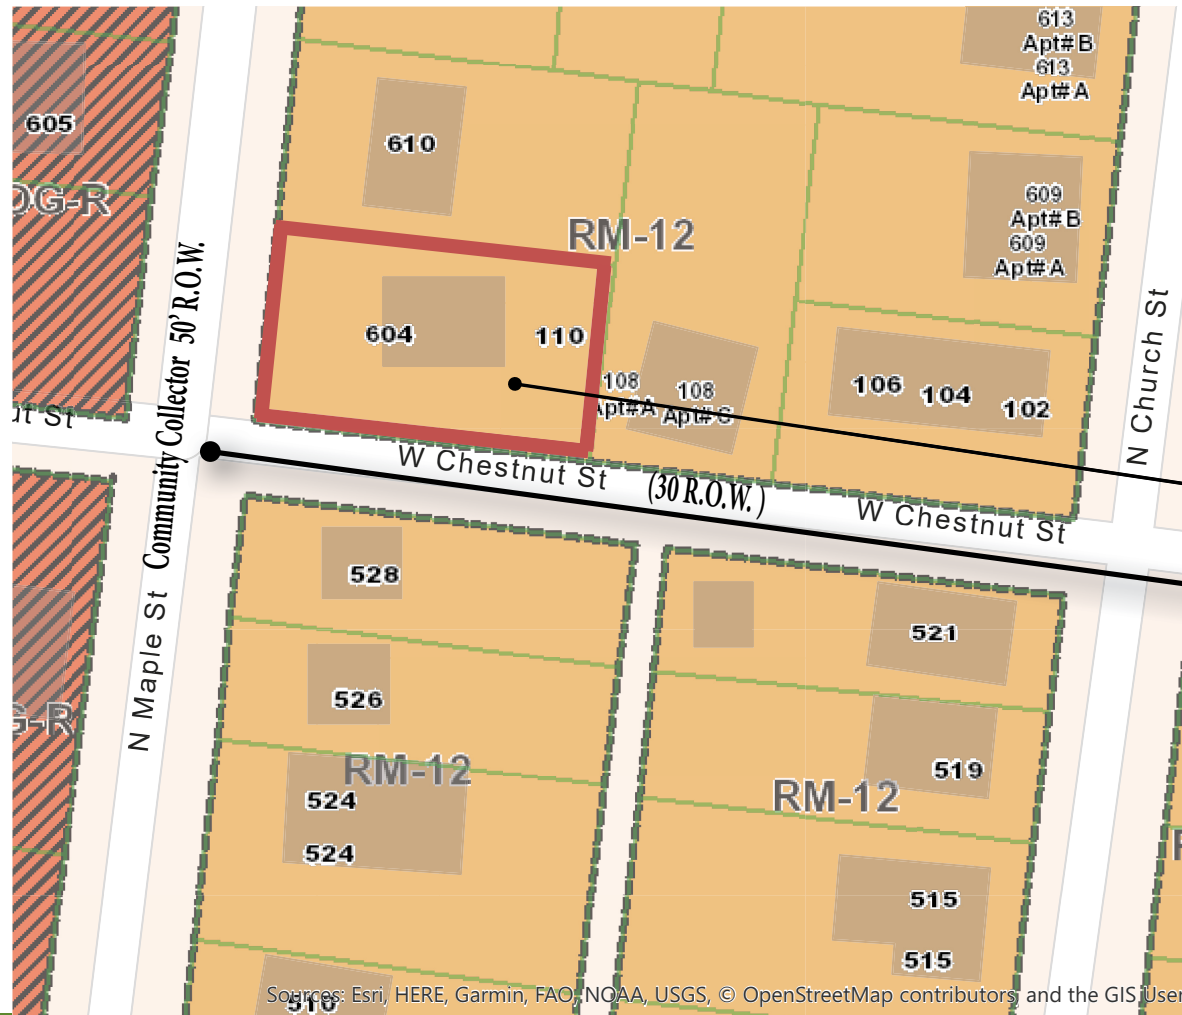 613
Apt# B
613
Apt# A
605
610
OG-R
609
Apt# B
609
Apt# A
RM-12
604
110
108
Apt# A
108
Apt# C
106
104
102
N Church St
ut St
Community Collector 50' R.O.W.
W Chestnut St
(30 R.O.W.)
W Chestnut St
N Maple St
528
521
526
519
G-R
RM-12
RM-12
524
524
515
515
510
Sources: Esri, HERE, Garmin, FAO, NOAA, USGS, © OpenStreetMap contributors, and the GIS User